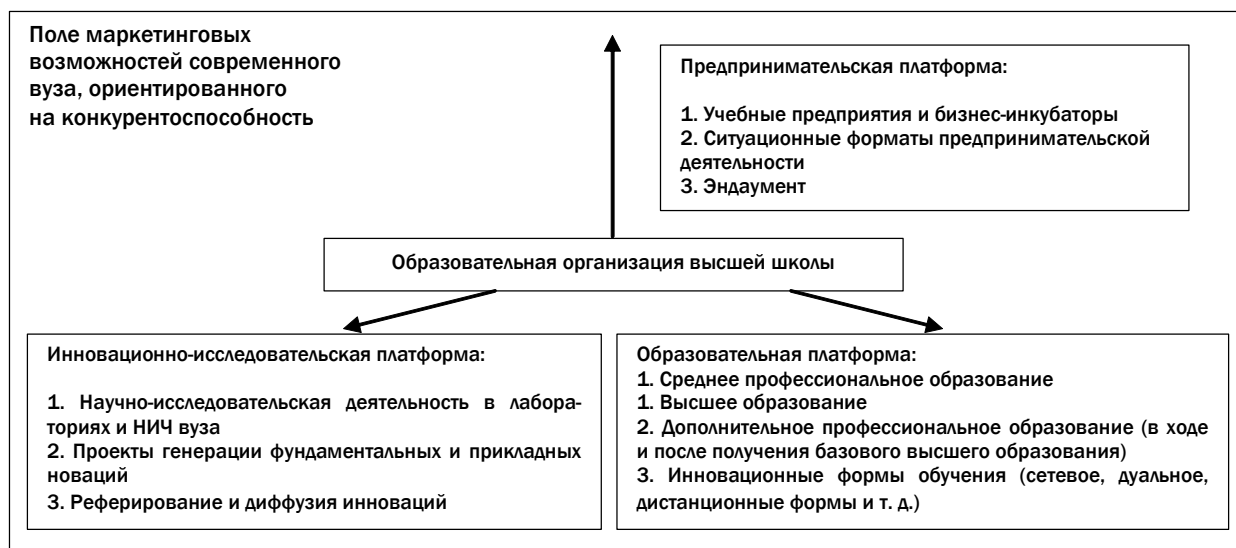 Поле маркетинговых
возможностей современного
вуза, ориентированного
на конкурентоспособность
Предпринимательская платформа:
1. Учебные предприятия и бизнес-инкубаторы
2. Ситуационные форматы предпринимательской
деятельности
3. Эндаумент
Образовательная организация высшей школы
Инновационно-исследовательская платформа:
1. Научно-исследовательская деятельность в лабора-
ториях и НИЧ вуза
2. Проекты генерации фундаментальных и прикладных
новаций
3. Реферирование и диффузия инноваций
Образовательная платформа:
1. Среднее профессиональное образование
1. Высшее образование
2. Дополнительное профессиональное образование (в ходе
и после получения базового высшего образования)
3. Инновационные формы обучения (сетевое, дуальное,
дистанционные формы и т. д.)